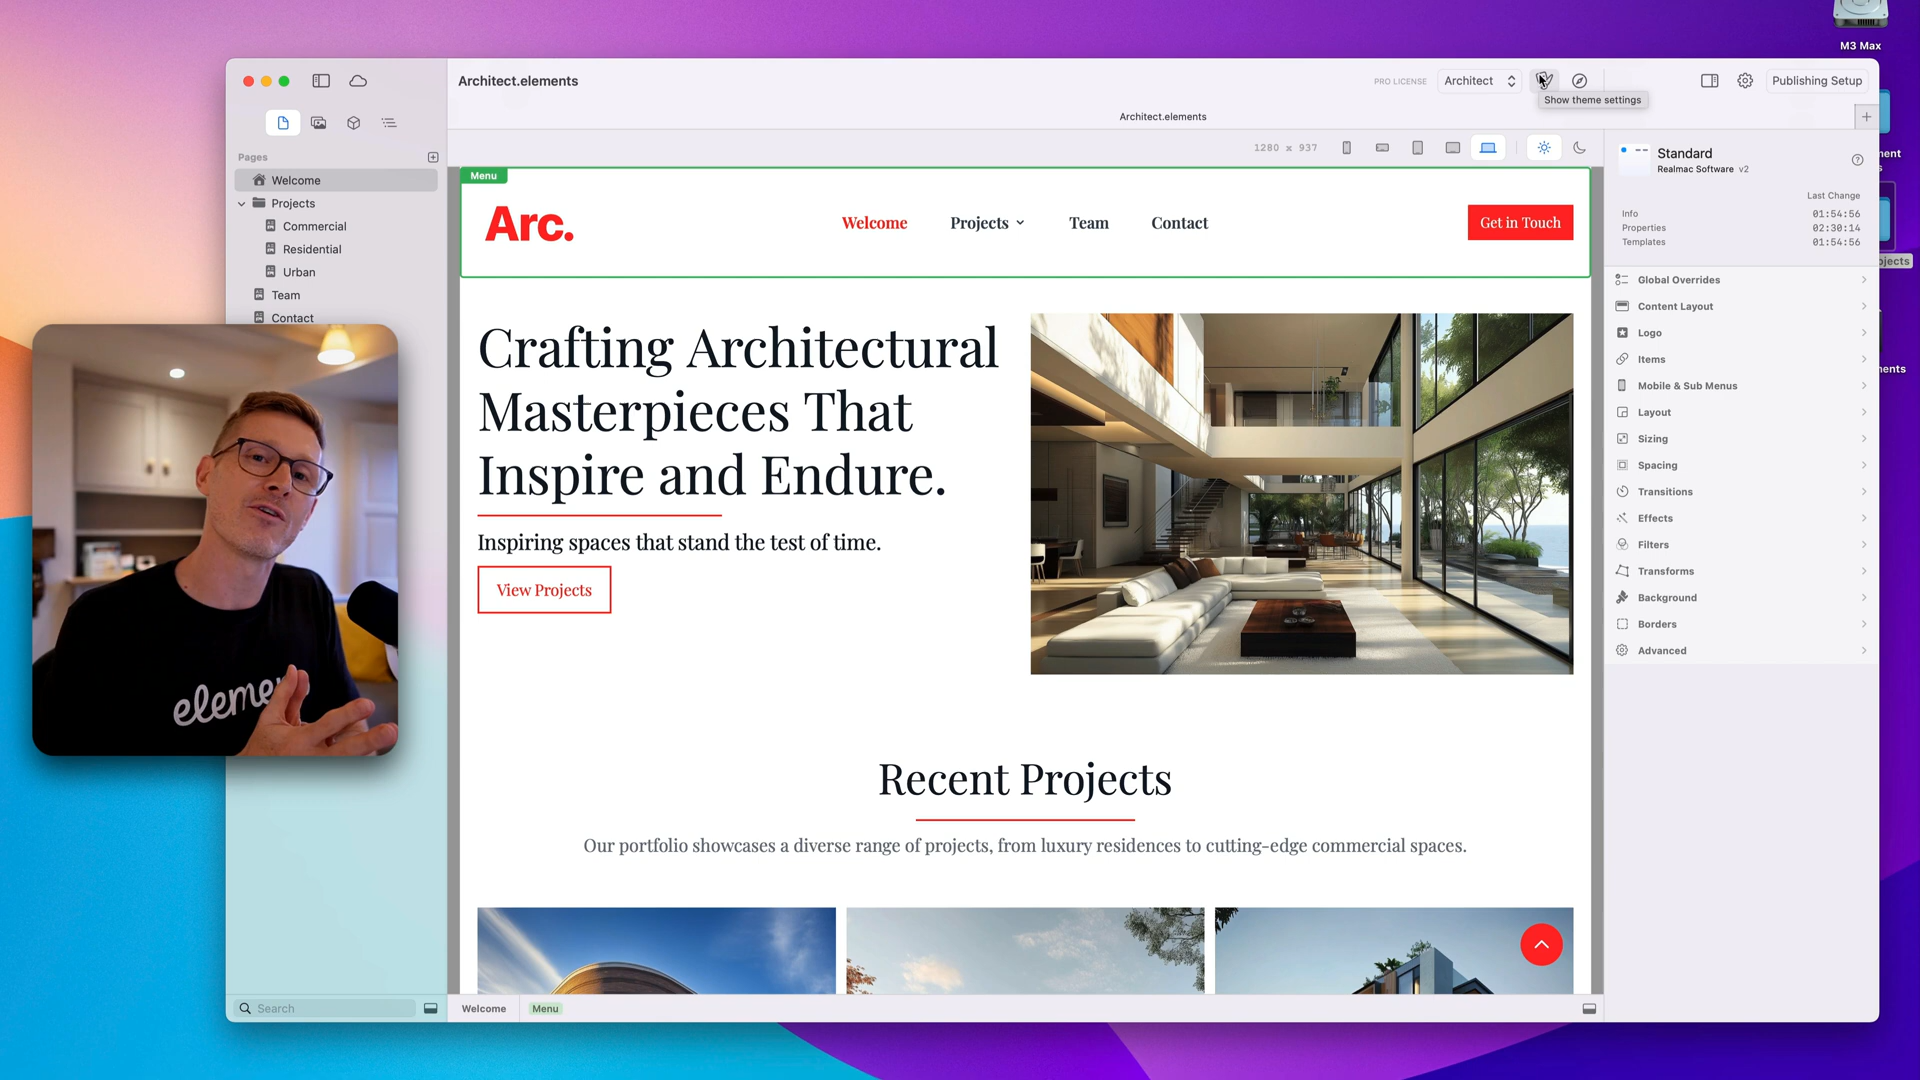 M3 Max
Architect.elements
PRO LICENSE
Architect
Publishing Setup
Show theme settings
Architect.elements
1280 x 937
Pages
Welcome
Projects
Commercial
Residential
Urban
Team
Contact
Menu
Arc.
Welcome
Projects
Team
Contact
Get in Touch
Crafting Architectural
Masterpieces That
Inspire and Endure.
Inspiring spaces that stand the test of time.
View Projects
Recent Projects
Our portfolio showcases a diverse range of projects, from luxury residences to cutting-edge commercial spaces.
Standard
Realmac Software v2
Last Change
Info 01:54:56
Properties 02:30:14
Templates 01:54:56
Global Overrides
Content Layout
Logo
Items
Mobile & Sub Menus
Layout
Sizing
Spacing
Transitions
Effects
Filters
Transforms
Background
Borders
Advanced
Search
Welcome
Menu